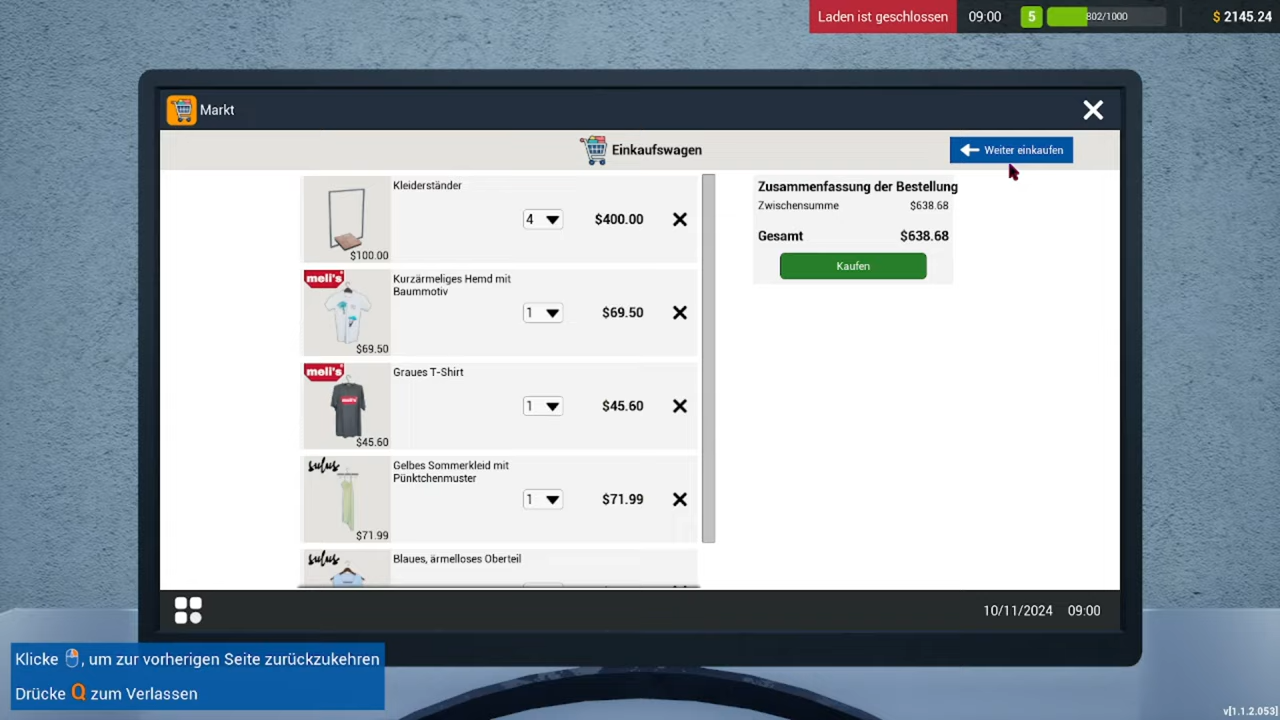 Laden ist geschlossen 09:00 5 802/1000 $ 2145.24
Markt
Einkaufswagen
Weiter einkaufen
Kleiderständer
4 $400.00
$100.00
meli's
Kurzärmeliges Hemd mit
Baummotiv
1 $69.50
$69.50
meli's
Graues T-Shirt
meli's
1 $45.60
$45.60
sulus
Gelbes Sommerkleid mit
Pünktchenmuster
1 $71.99
$71.99
sulus
Blaues, ärmelloses Oberteil
Zusammenfassung der Bestellung
Zwischensumme $638.68
Gesamt $638.68
Kaufen
10/11/2024 09:00
Klicke , um zur vorherigen Seite zurückzukehren
Drücke Q zum Verlassen
v[1.1.2.053]